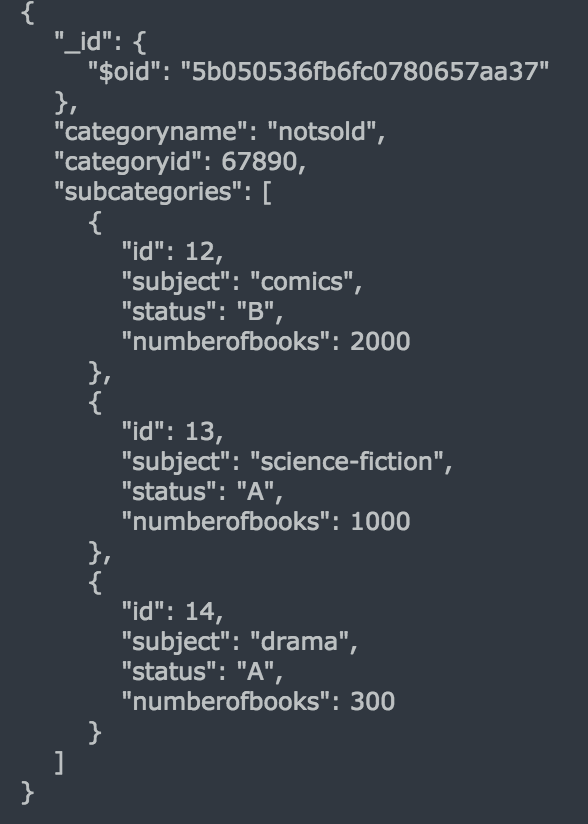 {
"_id": {
"$oid": "5b050536fb6fc0780657aa37"
},
"categoryname": "notsold",
"categoryid": 67890,
"subcategories": [
{
"id": 12,
"subject": "comics",
"status": "B",
"numberofbooks": 2000
},
{
"id": 13,
"subject": "science-fiction",
"status": "A",
"numberofbooks": 1000
},
{
"id": 14,
"subject": "drama",
"status": "A",
"numberofbooks": 300
}
]
}